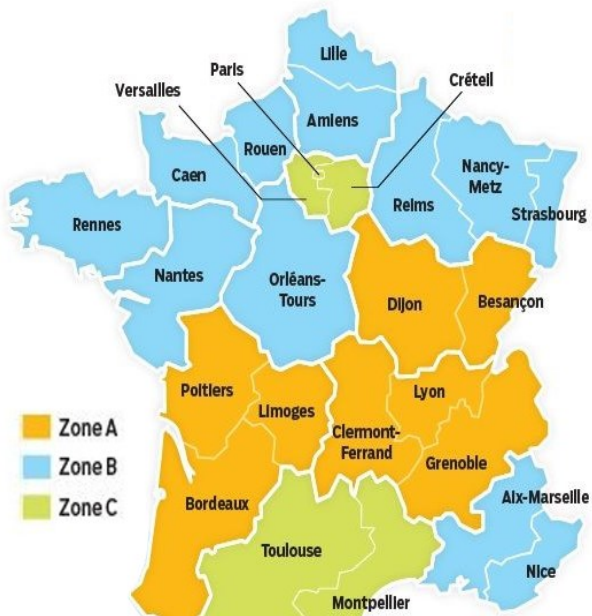 Lille
Paris
Créteil
Versailles
Amiens
Rouen
Nancy-
Metz
Caen
Reims
Strasbourg
Rennes
Nantes
Orléans-
Tours
Dijon
Besançon
Poitiers
Lyon
Limoges
Clermont-
Ferrand
Grenoble
Zone A
Zone B
Zone C
Aix-Marseille
Bordeaux
Toulouse
Nice
Montpellier